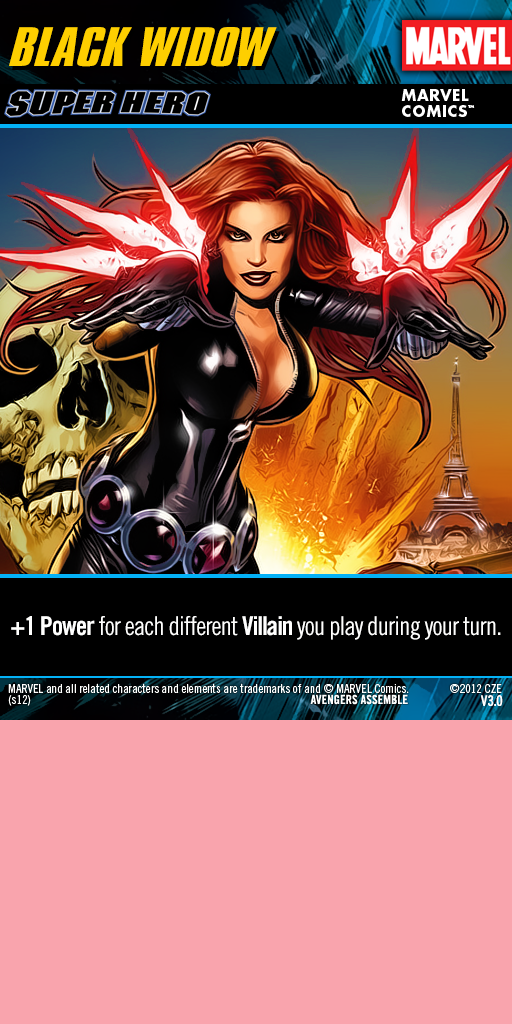 BLACK WIDOW
MARVEL
SUPER HERO
MARVEL
COMICS™
+1 Power for each different Villain you play during your turn.
MARVEL and all related characters and elements are trademarks of and © MARVEL Comics.
©2012 CZE
(s12)
AVENGERS ASSEMBLE
V3.0